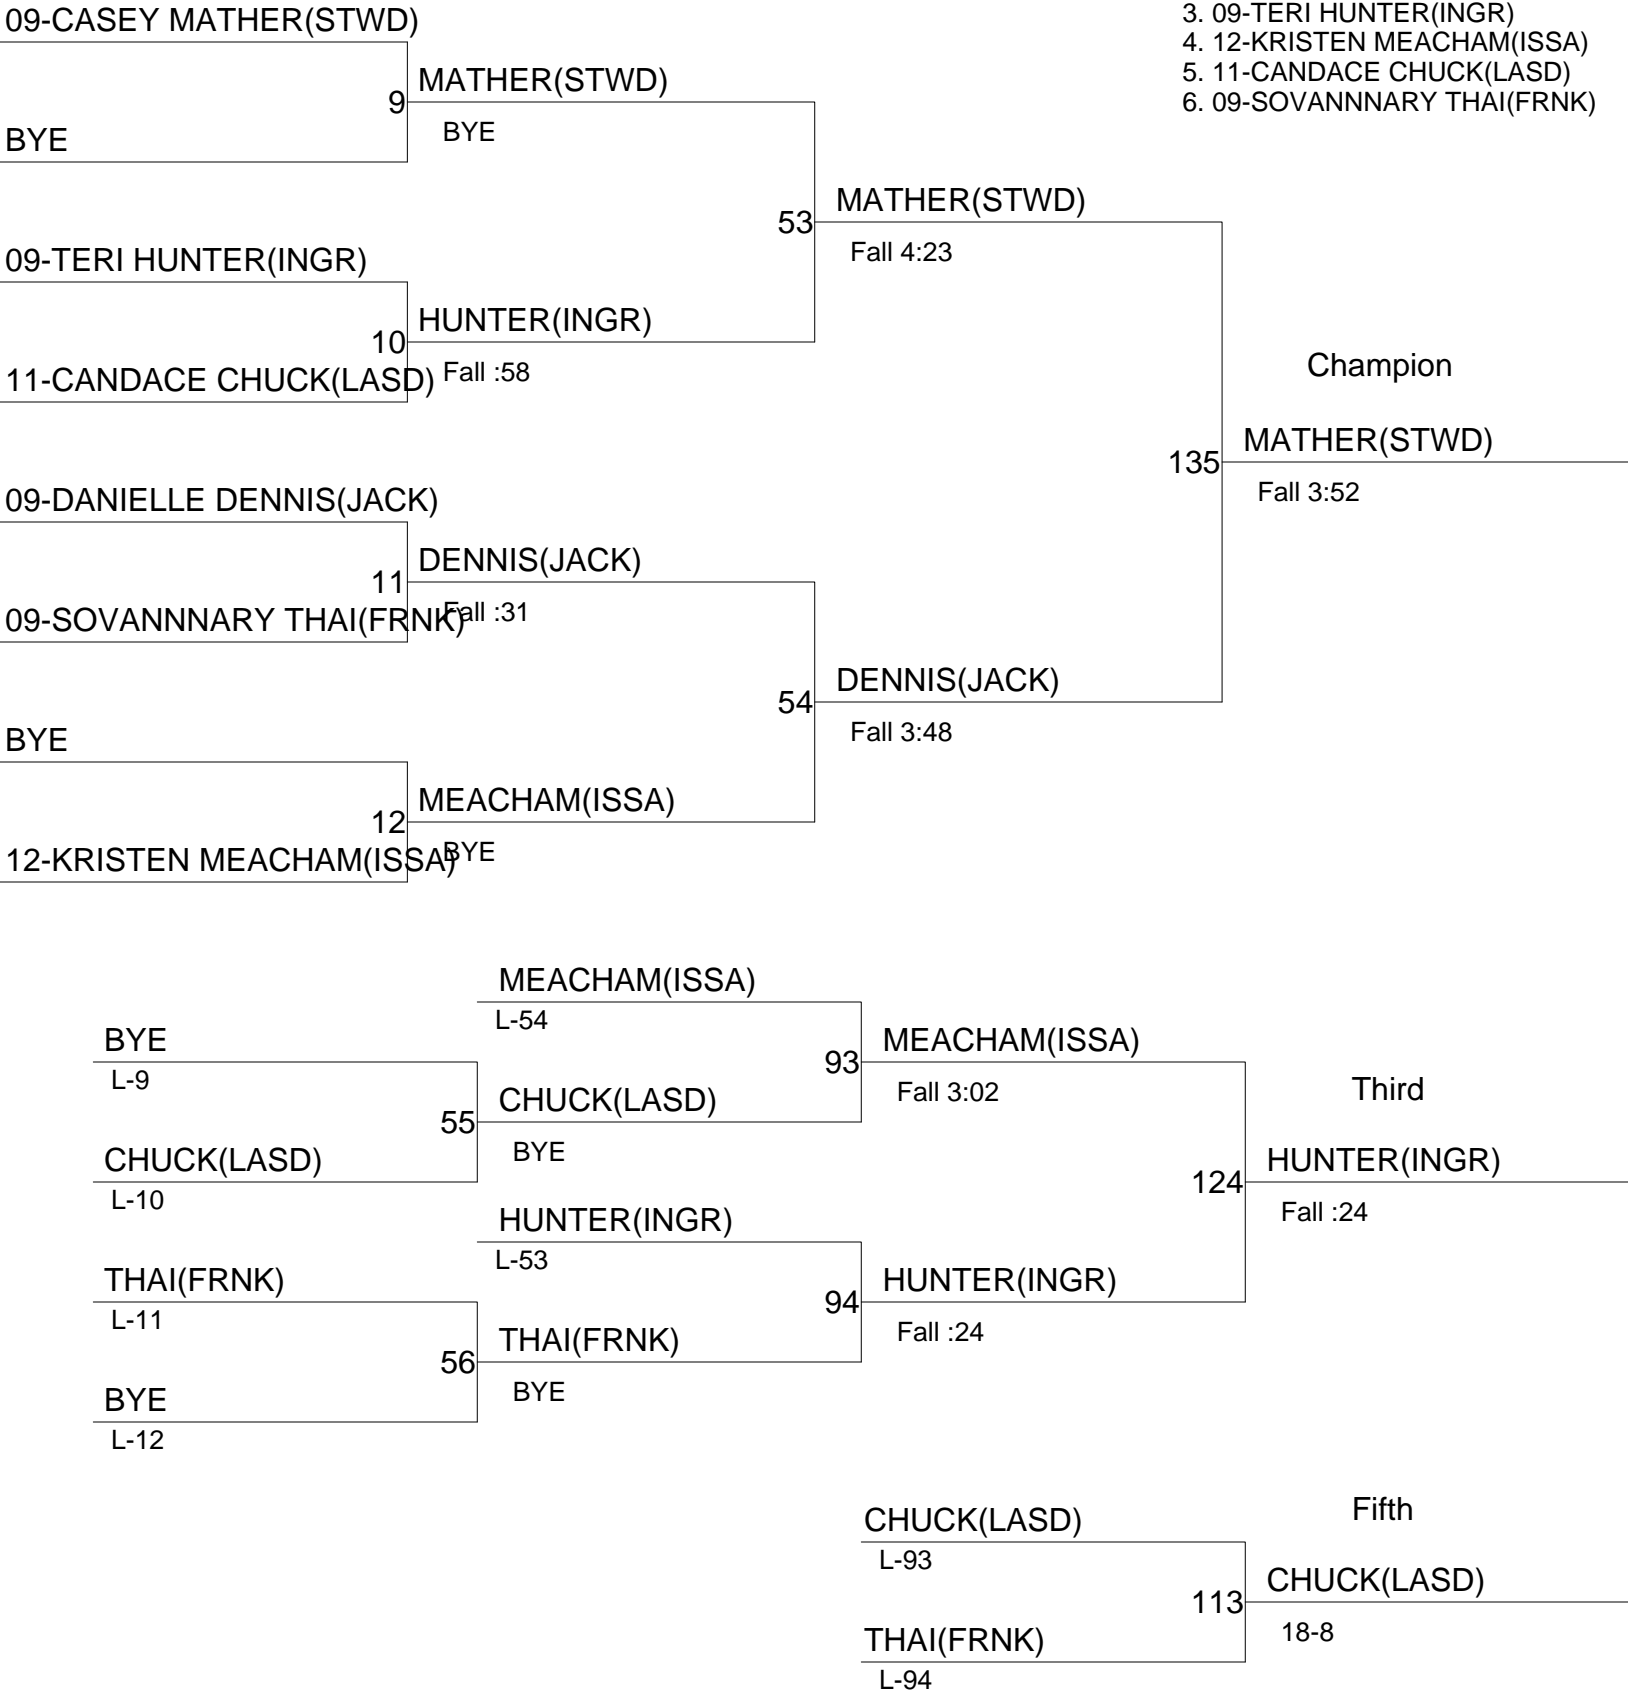 09-CASEY MATHER(STWD)
3. 09-TERI HUNTER(INGR)
4. 12-KRISTEN MEACHAM(ISSA)
5. 11-CANDACE CHUCK(LASD)
6. 09-SOVANNNARY THAI(FRNK)
MATHER(STWD)
9
BYE
BYE
MATHER(STWD)
53
Fall 4:23
09-TERI HUNTER(INGR)
HUNTER(INGR)
10
Fall :58
11-CANDACE CHUCK(LASD)
Champion
MATHER(STWD)
135
Fall 3:52
09-DANIELLE DENNIS(JACK)
DENNIS(JACK)
11
Fall :31
09-SOVANNNARY THAI(FRNK)
DENNIS(JACK)
54
Fall 3:48
BYE
MEACHAM(ISSA)
12
BYE
12-KRISTEN MEACHAM(ISSA)
MEACHAM(ISSA)
L-54
BYE
L-9
MEACHAM(ISSA)
93
Fall 3:02
CHUCK(LASD)
55
BYE
CHUCK(LASD)
L-10
Third
HUNTER(INGR)
124
Fall :24
HUNTER(INGR)
L-53
THAI(FRNK)
L-11
HUNTER(INGR)
94
Fall :24
THAI(FRNK)
56
BYE
BYE
L-12
Fifth
CHUCK(LASD)
L-93
CHUCK(LASD)
113
18-8
THAI(FRNK)
L-94